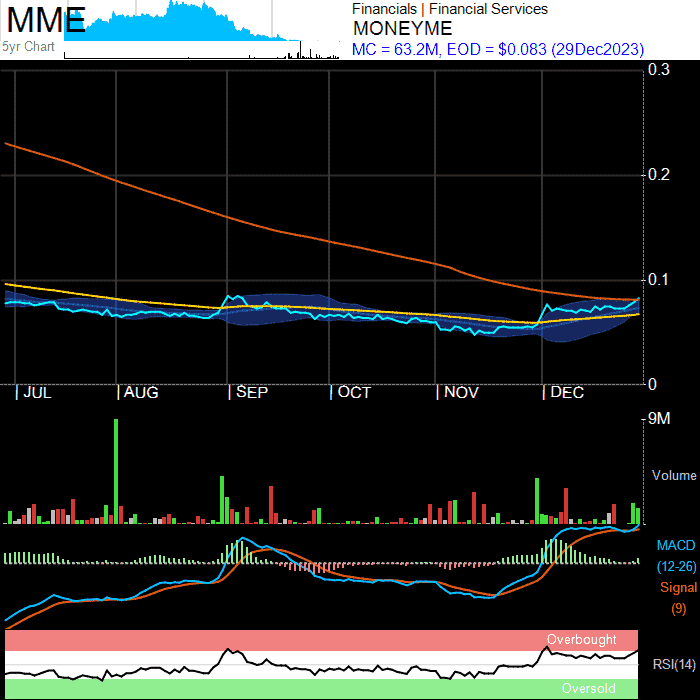 MME
5yr Chart
Financials | Financial Services
MONEYME
MC = 63.2M, EOD = $0.083 (29Dec2023)
0.3
0.2
0.1
0
JUL AUG SEP OCT NOV DEC
9M
Volume
MACD
(12-26)
Signal
(9)
Overbought
RSI(14)
Oversold